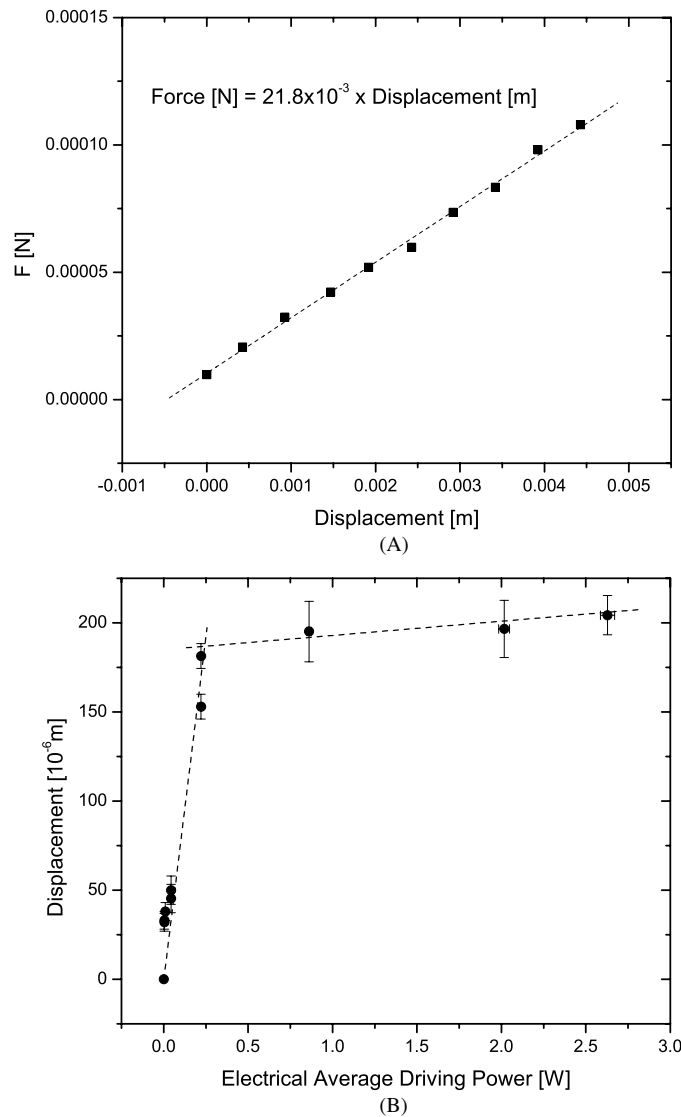 0.00015
0.00010
0.00005
0.00000
F [N]
Force [N] = 21.8x10⁻³ x Displacement [m]
-0.001 0.000 0.001 0.002 0.003 0.004 0.005
Displacement [m]
(A)
200
150
100
50
0
Displacement [10⁻⁶m]
0.0 0.5 1.0 1.5 2.0 2.5 3.0
Electrical Average Driving Power [W]
(B)